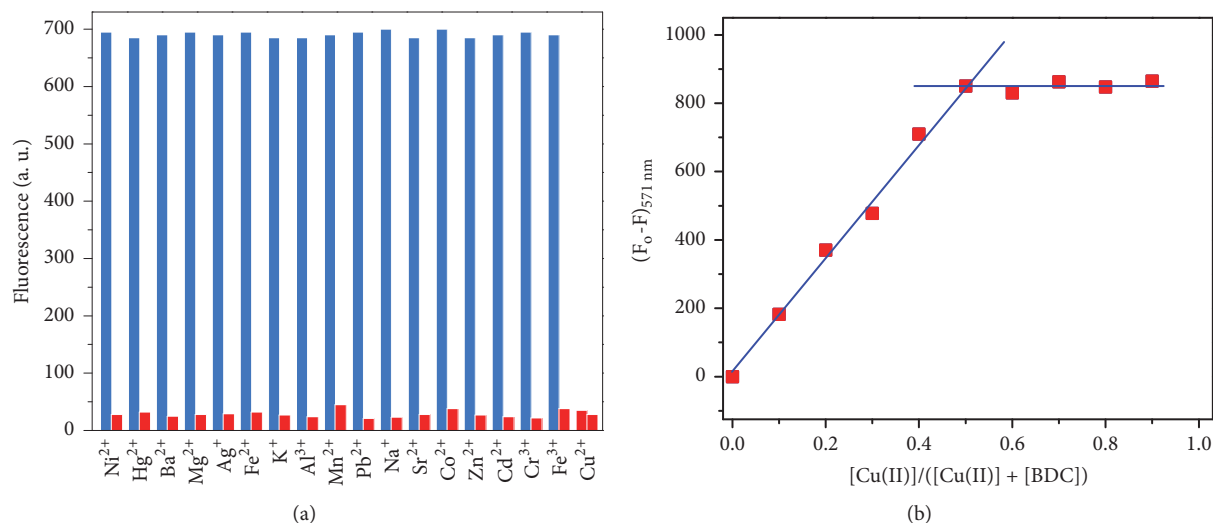 700
600
500
400
300
200
100
0
Fluorescence (a. u.)
Ni2+
Hg2+
Ba2+
Mg2+
Ag+
Fe2+
K+
Al3+
Mn2+
Pb2+
Na+
Sr2+
Co2+
Zn2+
Cd2+
Cr3+
Fe3+
Cu2+
(a)
1000
800
600
400
200
0
(Fo-F)571 nm
0.0 0.2 0.4 0.6 0.8 1.0
[Cu(II)]/([Cu(II)] + [BDC])
(b)